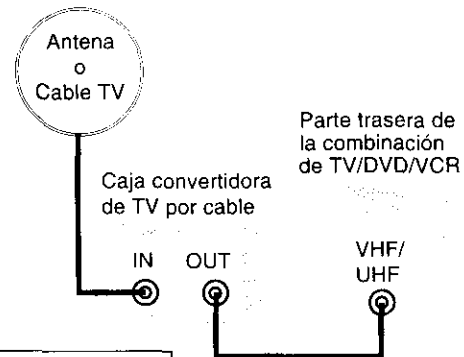 Antena
o
Cable TV
Parte trasera de
la combinación
de TV/DVD/VCR
Caja convertidora
de TV por cable
IN
OUT
VHF/
UHF